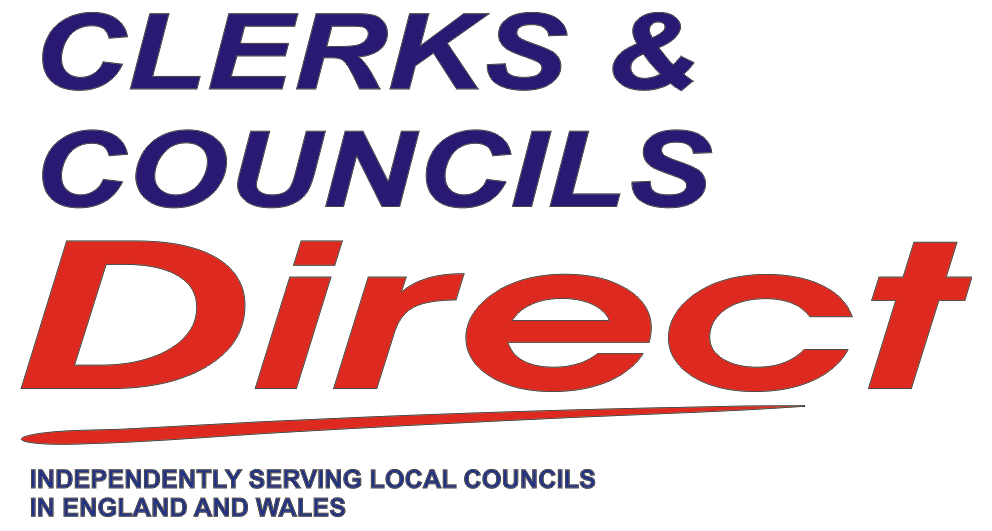 CLERKS &
COUNCILS
Direct
INDEPENDENTLY SERVING LOCAL COUNCILS
IN ENGLAND AND WALES